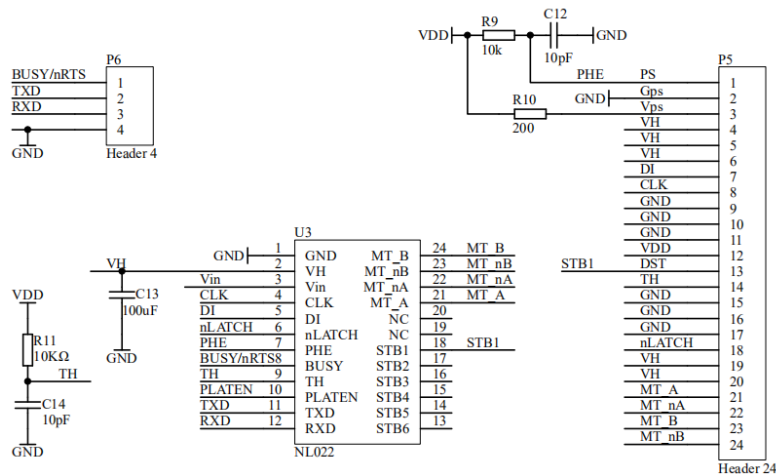 R9
C12
VDD
GND
10k
10pF
P5
P6
BUSY/nRTS
1
TXD
2
RXD
3
4
GND
Header 4
PHE
PS
1
GND
Gps
2
R10
200
Vps
3
VH
4
VH
5
VH
6
DI
7
CLK
8
GND
9
GND
10
GND
11
VDD
12
STB1
DST
13
TH
14
GND
15
GND
16
GND
17
nLATCH
18
VH
19
VH
20
MT_A
21
MT_nA
22
MT_B
23
MT_nB
24
Header 24
U3
GND 1 GND MT_B 24 MT_B
VH 2 VH MT_nB 23 MT_nB
Vin 3 Vin MT_nA 22 MT_nA
CLK 4 CLK MT_A 21 MT_A
DI 5 DI NC 20
nLATCH 6 nLATCH NC 19
PHE 7 PHE STB1 18 STB1
BUSY/nRTS 8 BUSY STB2 17
TH 9 TH STB3 16
PLATEN 10 PLATEN STB4 15
TXD 11 TXD STB5 14
RXD 12 RXD STB6 13
NL022
C13
100uF
GND
VDD
R11
10KΩ
TH
C14
10pF
GND